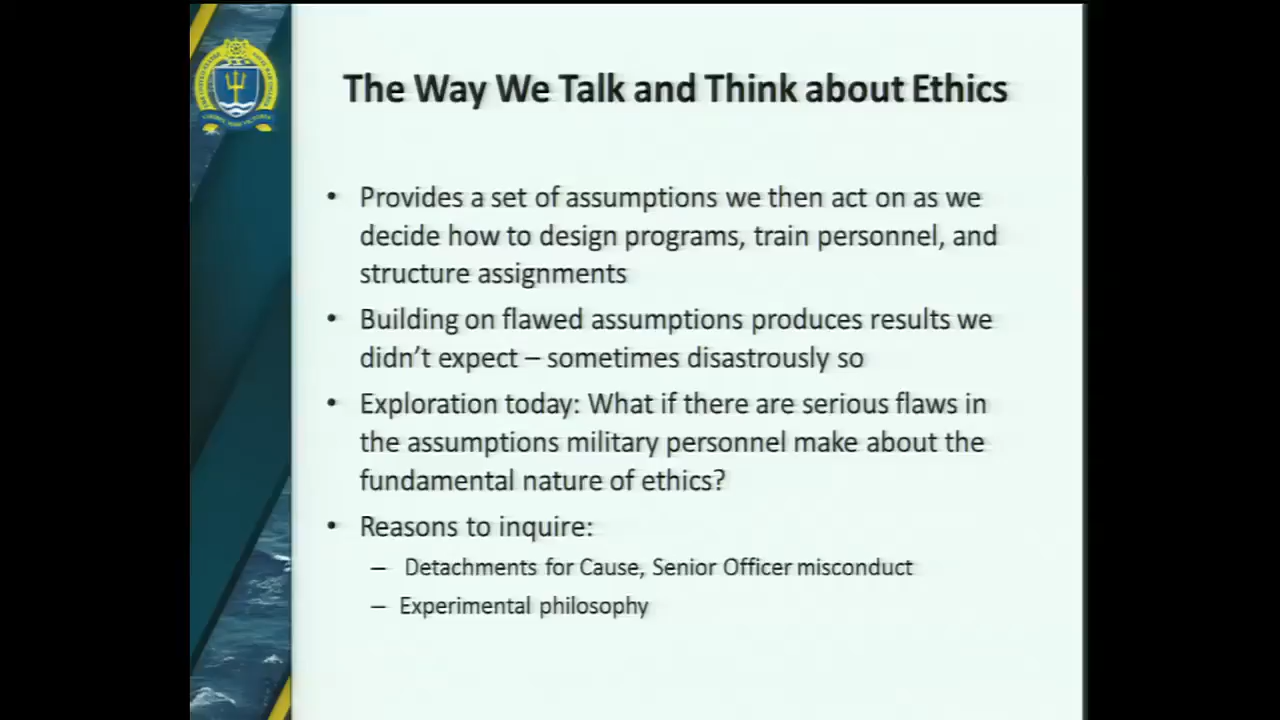 The Way We Talk and Think about Ethics
• Provides a set of assumptions we then act on as we
decide how to design programs, train personnel, and
structure assignments
• Building on flawed assumptions produces results we
didn't expect – sometimes disastrously so
• Exploration today: What if there are serious flaws in
the assumptions military personnel make about the
fundamental nature of ethics?
• Reasons to inquire:
– Detachments for Cause, Senior Officer misconduct
– Experimental philosophy